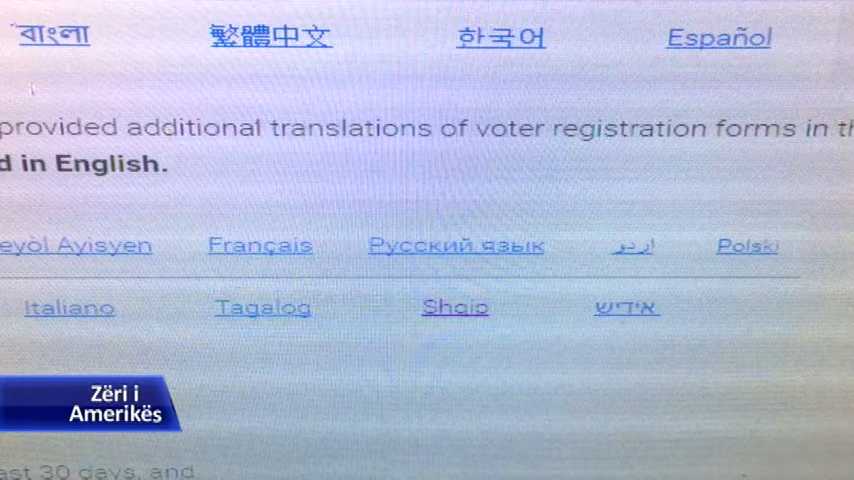 বাংলা 繁體中文 한국어 Español
provided additional translations of voter registration forms in th
d in English.
eyòl Ayisyen Français Русский язык اردو Polski
Italiano Tagalog Shqip אידיש
Zëri i
Amerikës
ast 30 days, and